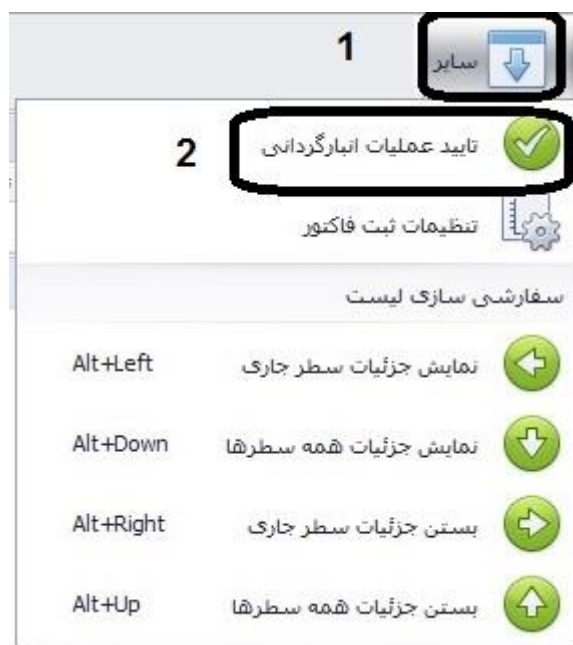 1 سایر
2 تایید عملیات انبارگردانی
تنظیمات ثبت فاکتور
سفارشی سازی لیست
نمایش جزئیات سطر جاری Alt+Left
نمایش جزئیات همه سطرها Alt+Down
بستن جزئیات سطر جاری Alt+Right
بستن جزئیات همه سطرها Alt+Up